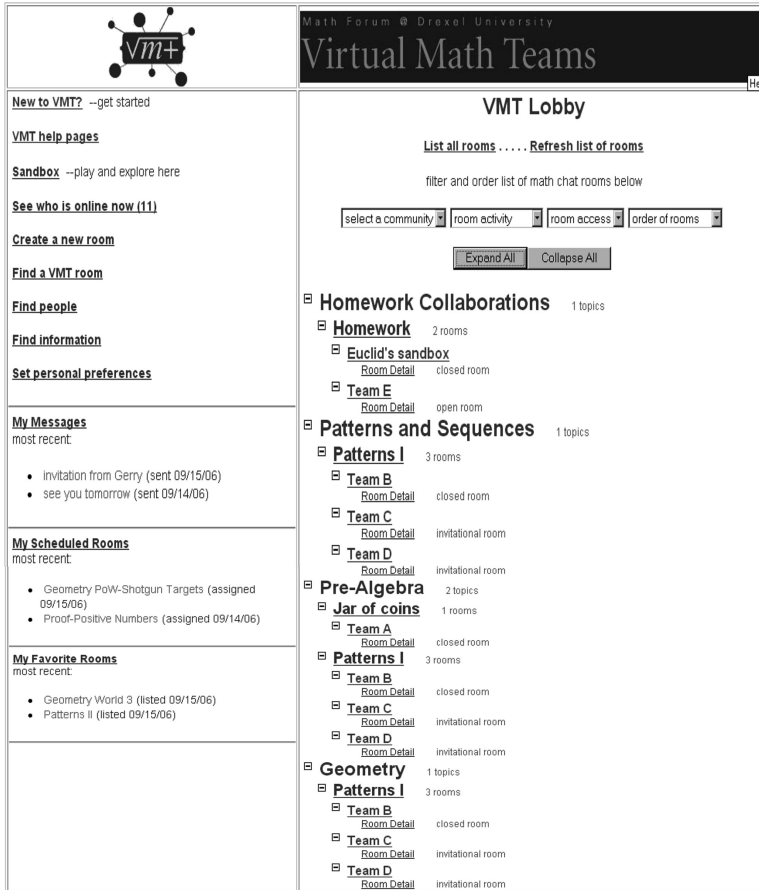 √m+
Math Forum @ Drexel University
Virtual Math Teams
He
New to VMT? --get started
VMT help pages
Sandbox --play and explore here
See who is online now (11)
Create a new room
Find a VMT room
Find people
Find information
Set personal preferences
My Messages
most recent:
• invitation from Gerry (sent 09/15/06)
• see you tomorrow (sent 09/14/06)
My Scheduled Rooms
most recent:
• Geometry PoW-Shotgun Targets (assigned
09/15/06)
• Proof-Positive Numbers (assigned 09/14/06)
My Favorite Rooms
most recent:
• Geometry World 3 (listed 09/15/06)
• Patterns II (listed 09/15/06)
VMT Lobby
List all rooms . . . . . Refresh list of rooms
filter and order list of math chat rooms below
select a community room activity room access order of rooms
Expand All Collapse All
Homework Collaborations 1 topics
Homework 2 rooms
Euclid's sandbox
Room Detail closed room
Team E
Room Detail open room
Patterns and Sequences 1 topics
Patterns I 3 rooms
Team B
Room Detail closed room
Team C
Room Detail invitational room
Team D
Room Detail invitational room
Pre-Algebra 2 topics
Jar of coins 1 rooms
Team A
Room Detail closed room
Patterns I 3 rooms
Team B
Room Detail closed room
Team C
Room Detail invitational room
Team D
Room Detail invitational room
Geometry 1 topics
Patterns I 3 rooms
Team B
Room Detail closed room
Team C
Room Detail invitational room
Team D
Room Detail invitational room